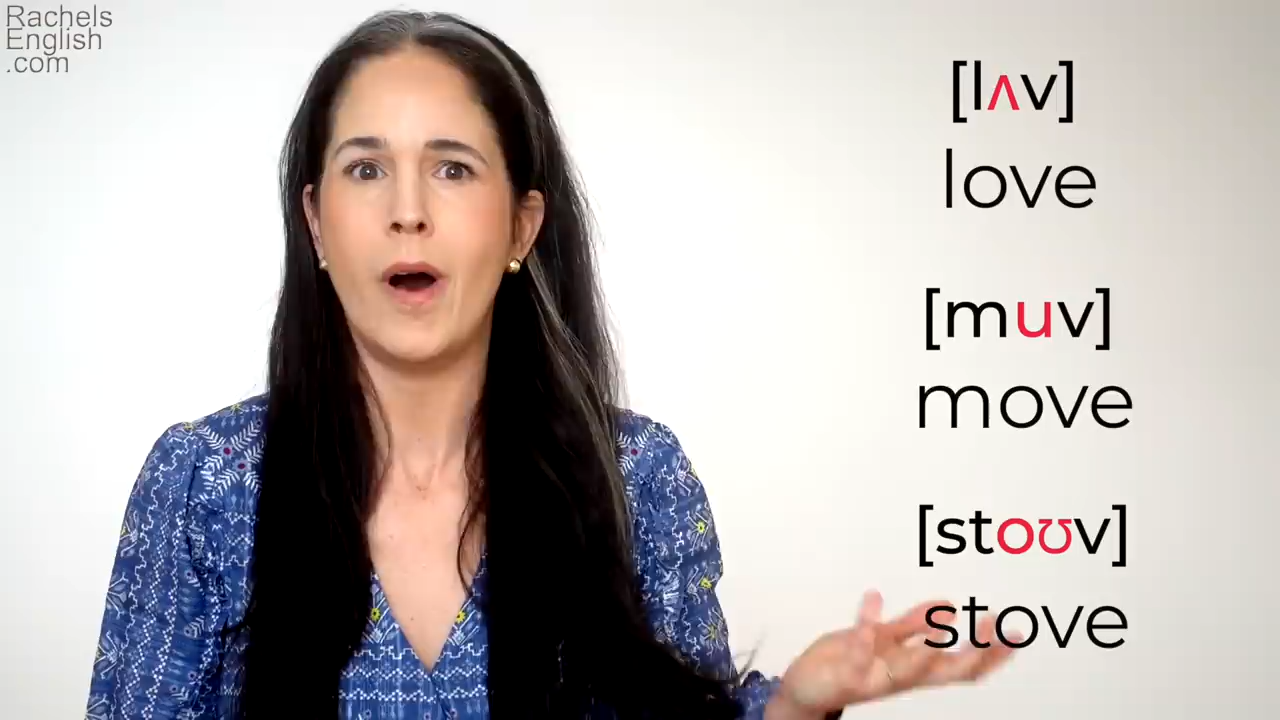 Rachels
English
.com
[lʌv]
love
[muv]
move
[stoʊv]
stove